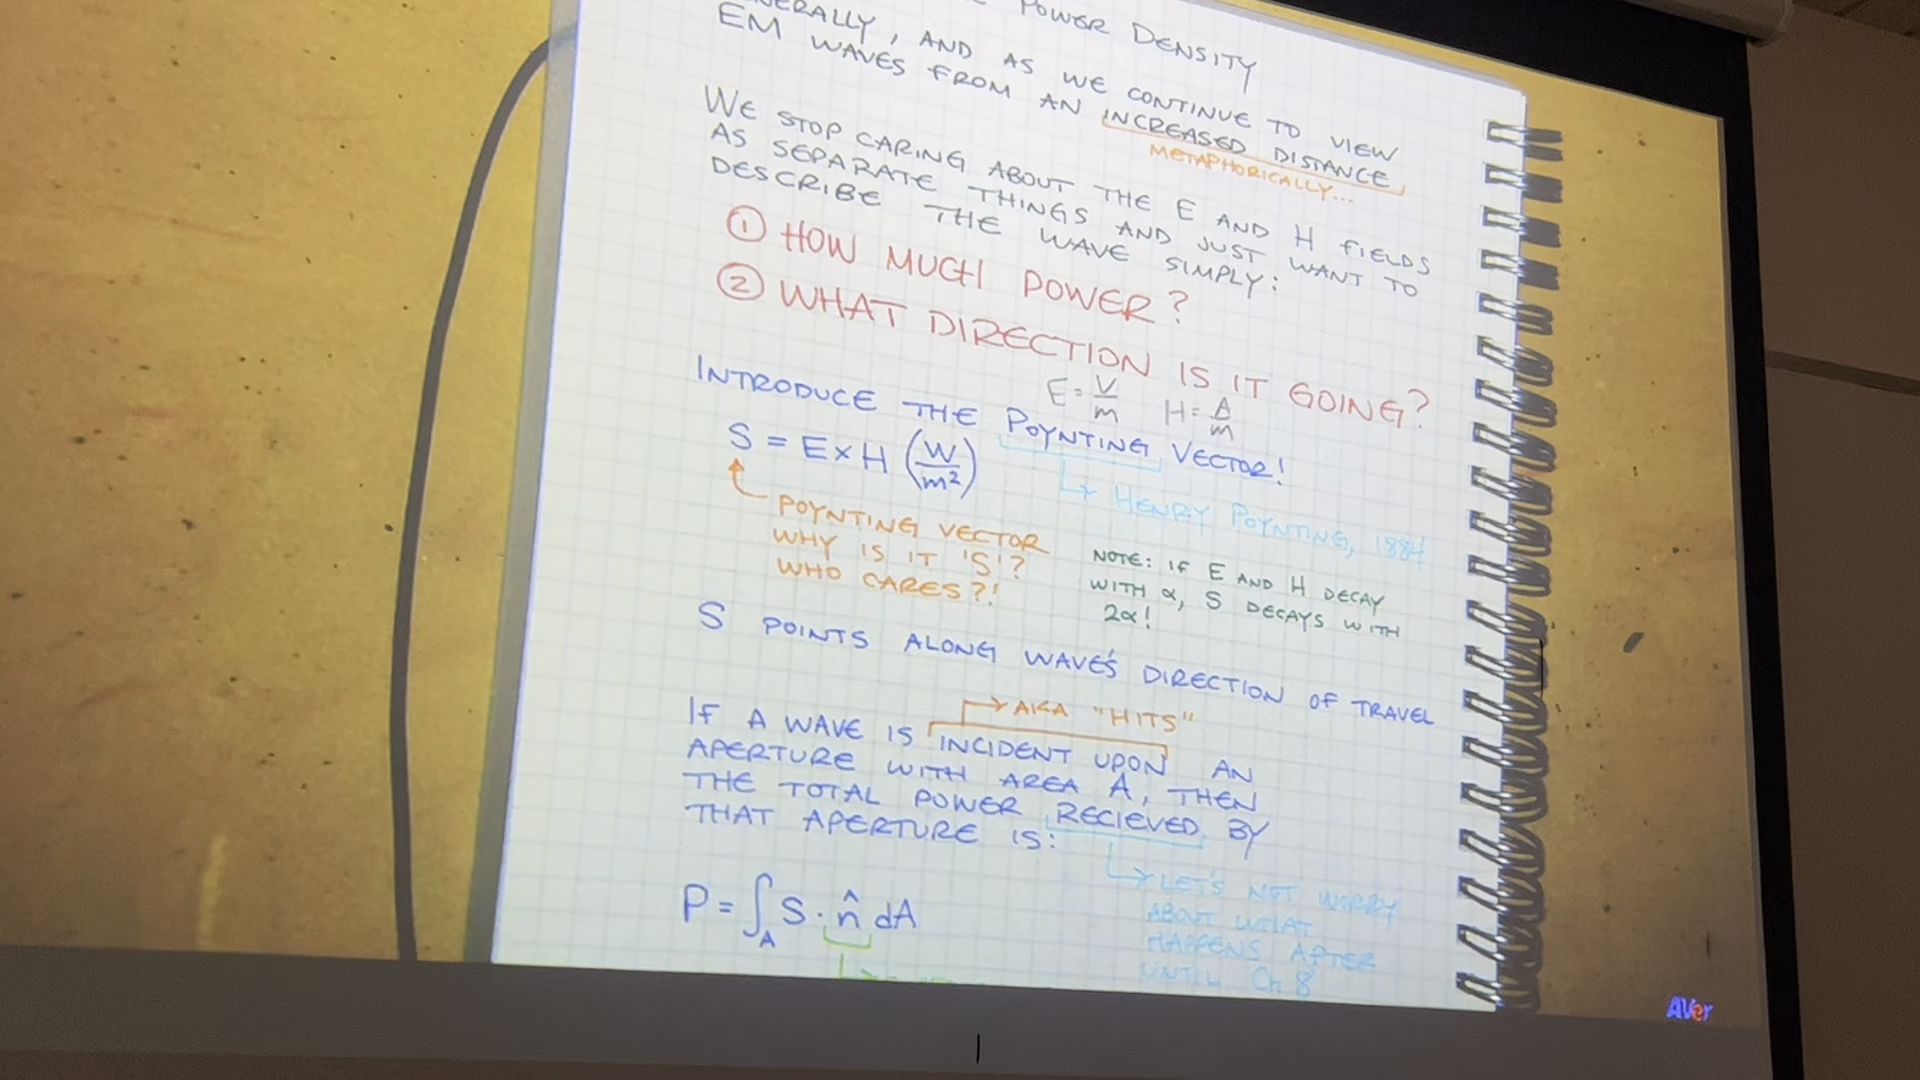 POWER DENSITY
, AND AS WE CONTINUE TO VIEW
EM WAVES FROM AN INCREASED DISTANCE
METAPHORICALLY...
WE STOP CARING ABOUT THE E AND H FIELDS
AS SEPARATE THINGS AND JUST WANT TO
DESCRIBE THE WAVE SIMPLY:
① HOW MUCH POWER?
② WHAT DIRECTION IS IT GOING?
E = V/m H = A/m
INTRODUCE THE POYNTING VECTOR!
S = E × H (W/m²)
↳ HENRY POYNTING, 1884
POYNTING VECTOR
WHY IS IT 'S'?
WHO CARES?!
NOTE: IF E AND H DECAY
WITH α, S DECAYS WITH
2α!
S POINTS ALONG WAVE'S DIRECTION OF TRAVEL
→ AKA "HITS"
IF A WAVE IS INCIDENT UPON AN
APERTURE WITH AREA A, THEN
THE TOTAL POWER RECIEVED BY
THAT APERTURE IS:
↳ LET'S NOT WORRY
ABOUT WHAT
HAPPENS AFTER
UNTIL Ch 8
P = ∫_A S · n̂ dA
AVer